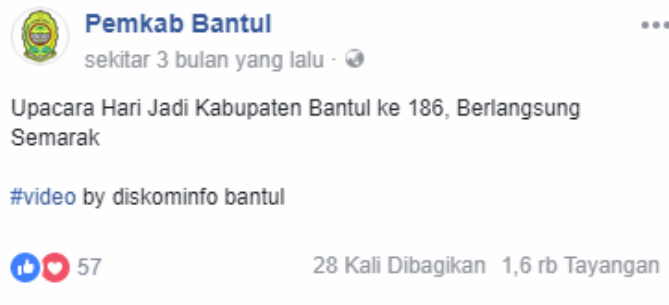 Pemkab Bantul
sekitar 3 bulan yang lalu ·
Upacara Hari Jadi Kabupaten Bantul ke 186, Berlangsung
Semarak
#video by diskominfo bantul
57 28 Kali Dibagikan 1,6 rb Tayangan